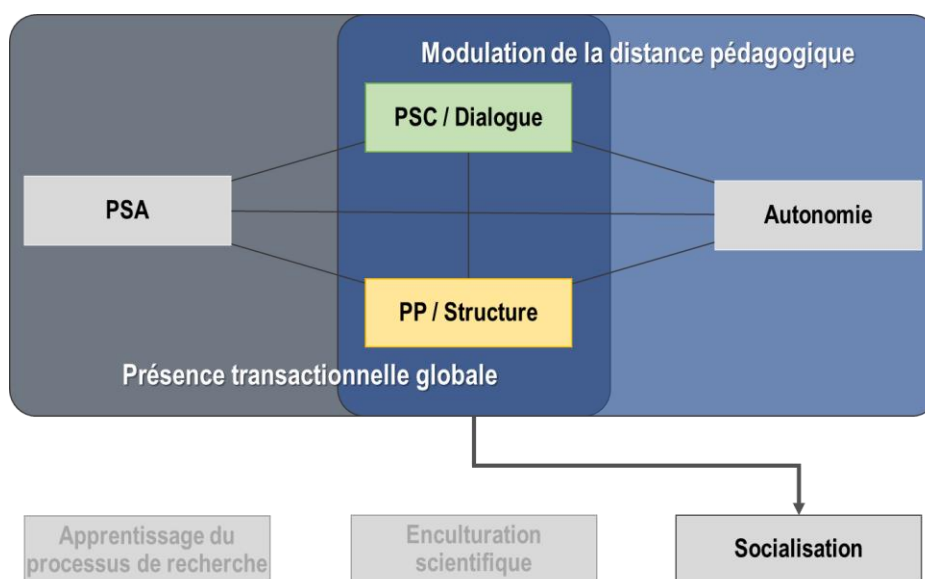 Modulation de la distance pédagogique
PSC / Dialogue
PSA
Autonomie
PP / Structure
Présence transactionnelle globale
Apprentissage du
processus de recherche
Enculturation
scientifique
Socialisation